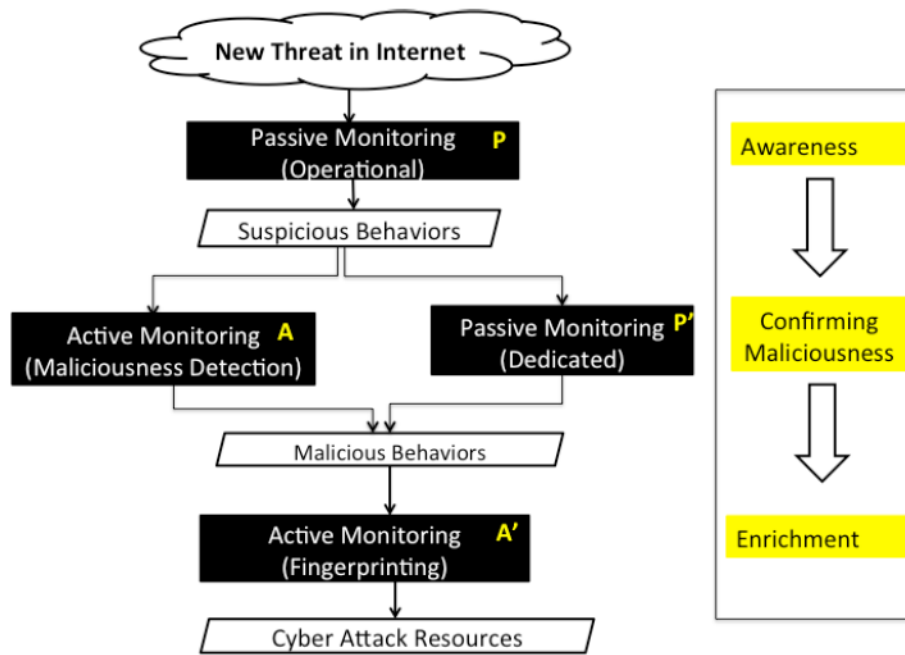 New Threat in Internet
Passive Monitoring P
(Operational)
Suspicious Behaviors
Active Monitoring A
(Maliciousness Detection)
Passive Monitoring P’
(Dedicated)
Malicious Behaviors
Active Monitoring A’
(Fingerprinting)
Cyber Attack Resources
Awareness
Confirming
Maliciousness
Enrichment